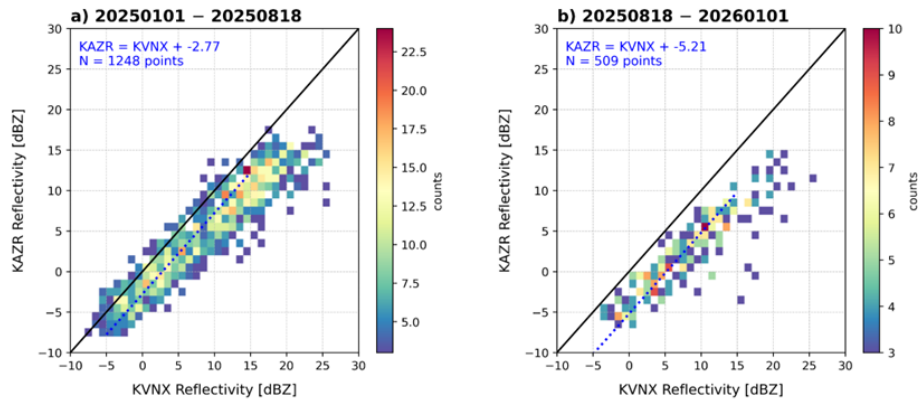 a) 20250101 − 20250818
KAZR = KVNX + -2.77
N = 1248 points
30
25
20
15
10
5
0
−5
−10
KAZR Reflectivity [dBZ]
−10 −5 0 5 10 15 20 25 30
KVNX Reflectivity [dBZ]
22.5
20.0
17.5
15.0
12.5
10.0
7.5
5.0
counts
b) 20250818 − 20260101
KAZR = KVNX + -5.21
N = 509 points
30
25
20
15
10
5
0
−5
−10
KAZR Reflectivity [dBZ]
−10 −5 0 5 10 15 20 25 30
KVNX Reflectivity [dBZ]
10
9
8
7
6
5
4
3
counts